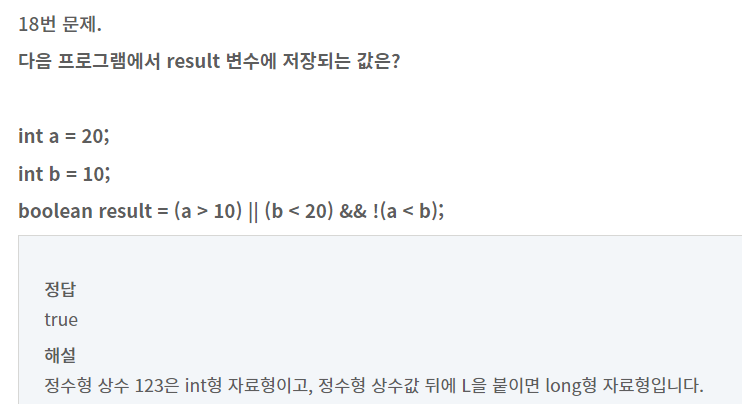 18번 문제.
다음 프로그램에서 result 변수에 저장되는 값은?
int a = 20;
int b = 10;
boolean result = (a > 10) || (b < 20) && !(a < b);
정답
true
해설
정수형 상수 123은 int형 자료형이고, 정수형 상수값 뒤에 L을 붙이면 long형 자료형입니다.